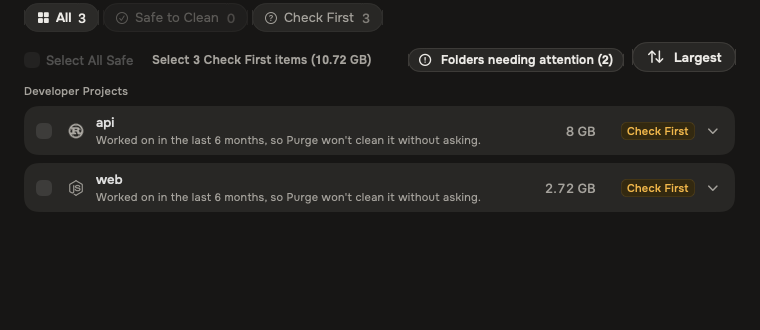 All 3
Safe to Clean 0
Check First 3
Select All Safe
Select 3 Check First items (10.72 GB)
Folders needing attention (2)
Largest
Developer Projects
api
Worked on in the last 6 months, so Purge won't clean it without asking.
8 GB
Check First
JS
web
Worked on in the last 6 months, so Purge won't clean it without asking.
2.72 GB
Check First